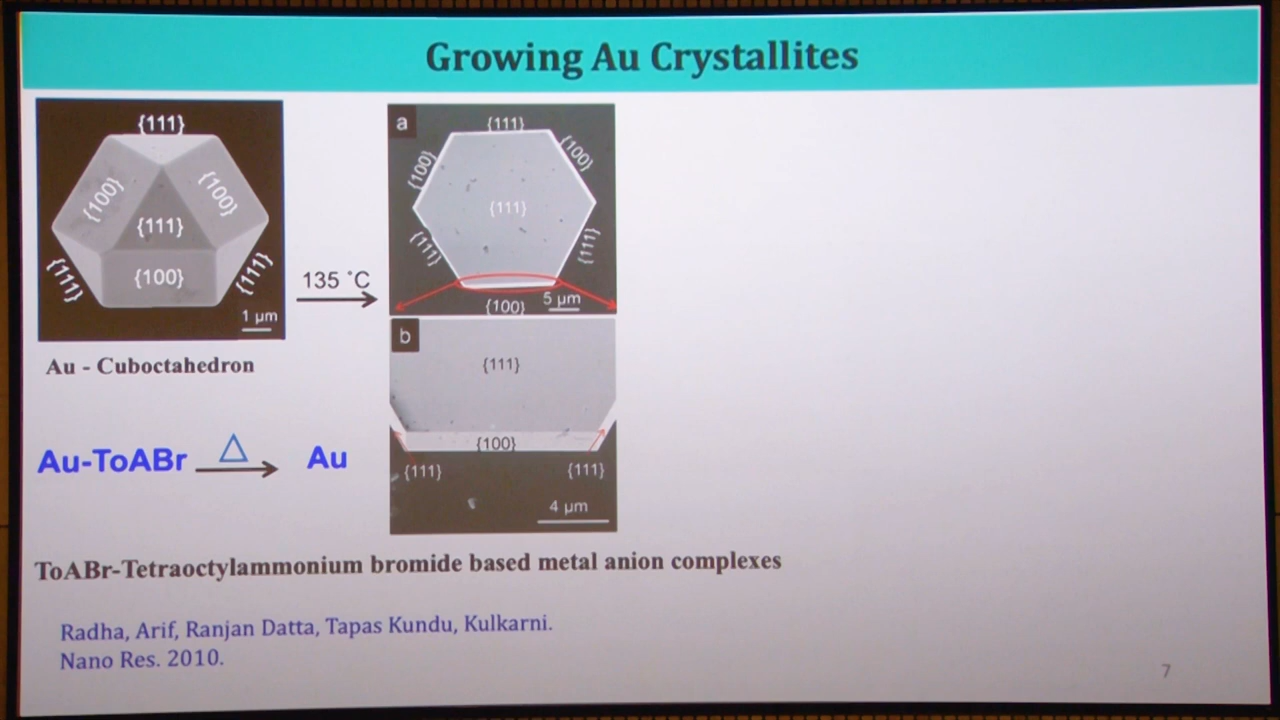 Growing Au Crystallites
{111}
{100}
{100}
{111}
{100}
{111}
{111}
1 µm
Au - Cuboctahedron
135 ˚C
a
{111}
{100}
{100}
{111}
{111}
{111}
{100}
5 µm
b
{111}
{100}
{111}
{111}
4 µm
Au-ToABr △ Au
ToABr-Tetraoctylammonium bromide based metal anion complexes
Radha, Arif, Ranjan Datta, Tapas Kundu, Kulkarni.
Nano Res. 2010.
7